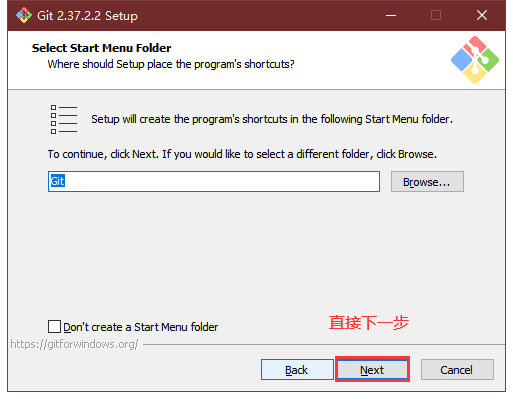 Git 2.37.2.2 Setup
Select Start Menu Folder
Where should Setup place the program's shortcuts?
Setup will create the program's shortcuts in the following Start Menu folder.
To continue, click Next. If you would like to select a different folder, click Browse.
Git
Browse...
直接下一步
Don't create a Start Menu folder
https://gitforwindows.org/
Back
Next
Cancel